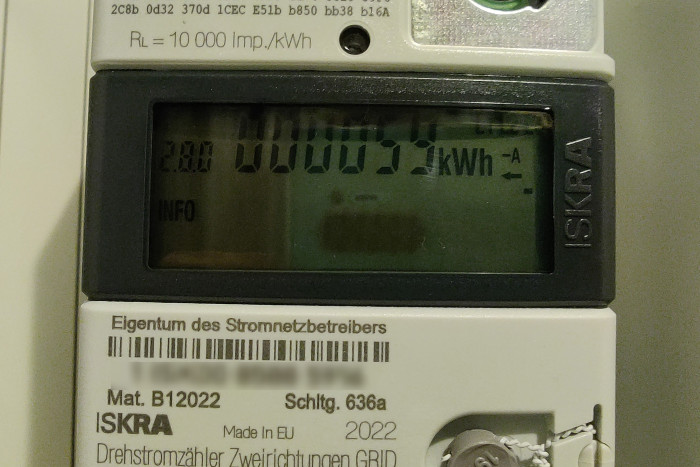 2C8b 0d32 370d 1CEC E51b b850 bb38 b16A
RL = 10 000 Imp./kWh
2.8.0 kWh -A
INFO
ISKRA
Eigentum des Stromnetzbetreibers
Mat. B12022 Schltg. 636a
ISKRA Made in EU 2022
Drehstromzähler Zweirichtungen GRID